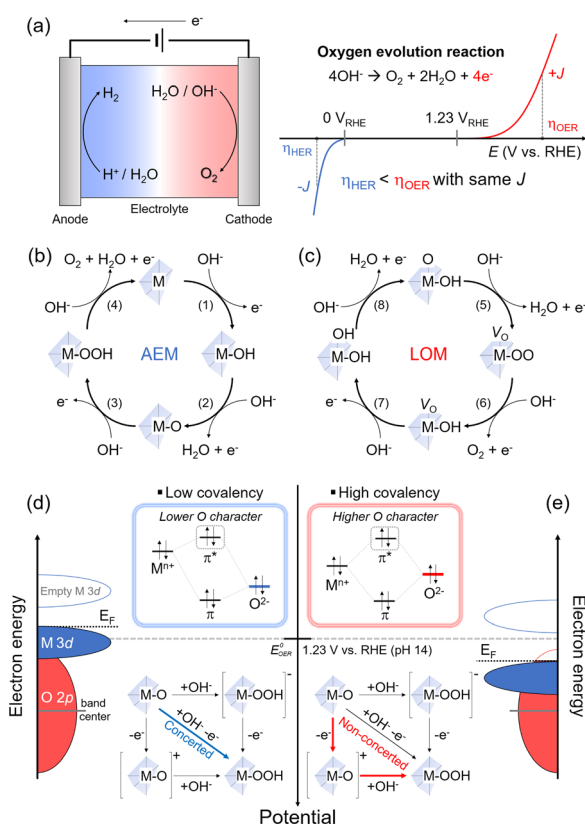 (a)
e⁻
H₂
H₂O / OH⁻
H⁺ / H₂O
O₂
Electrolyte
Anode
Cathode
Oxygen evolution reaction
4OH⁻ → O₂ + 2H₂O + 4e⁻
+J
0 V_RHE
1.23 V_RHE
η_HER
η_OER
E (V vs. RHE)
-J
η_HER < η_OER with same J
(b)
O₂ + H₂O + e⁻
OH⁻
M
(4)
(1)
OH⁻
e⁻
M-OOH
AEM
M-OH
e⁻
(3)
(2)
OH⁻
M-O
OH⁻
H₂O + e⁻
(c)
H₂O + e⁻
O
OH⁻
M-OH
(8)
(5)
OH⁻
H₂O + e⁻
OH
V_O
M-OH
LOM
M-OO
e⁻
(7)
V_O
(6)
OH⁻
M-OH
OH⁻
O₂ + e⁻
(d)
Low covalency
Lower O character
Mⁿ⁺
π*
π
O²⁻
Electron energy
Empty M 3d
E_F
M 3d
O 2p
band
center
M-O
+OH⁻
M-OOH
⁻
+OH⁻-e⁻
Concerted
-e⁻
-e⁻
M-O
⁺
+OH⁻
M-OOH
High covalency
(e)
Higher O character
Mⁿ⁺
π*
π
O²⁻
Electron energy
E_F
E⁰_OER
1.23 V vs. RHE (pH 14)
M-O
+OH⁻
M-OOH
⁻
+OH⁻-e⁻
Non-concerted
-e⁻
-e⁻
M-O
⁺
+OH⁻
M-OOH
Potential